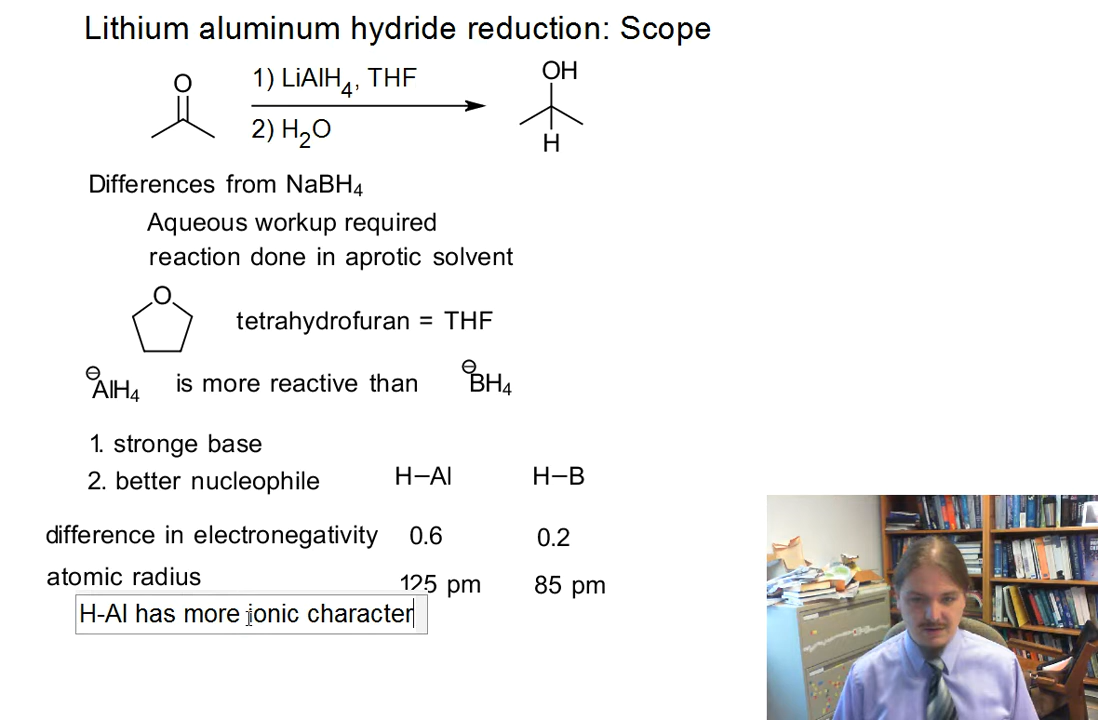 Lithium aluminum hydride reduction: Scope
O
1) LiAlH4, THF
2) H2O
OH
H
Differences from NaBH4
Aqueous workup required
reaction done in aprotic solvent
O
tetrahydrofuran = THF
⊖AlH4 is more reactive than ⊖BH4
1. stronge base
2. better nucleophile H–Al H–B
difference in electronegativity 0.6 0.2
atomic radius 125 pm 85 pm
H-Al has more ionic character